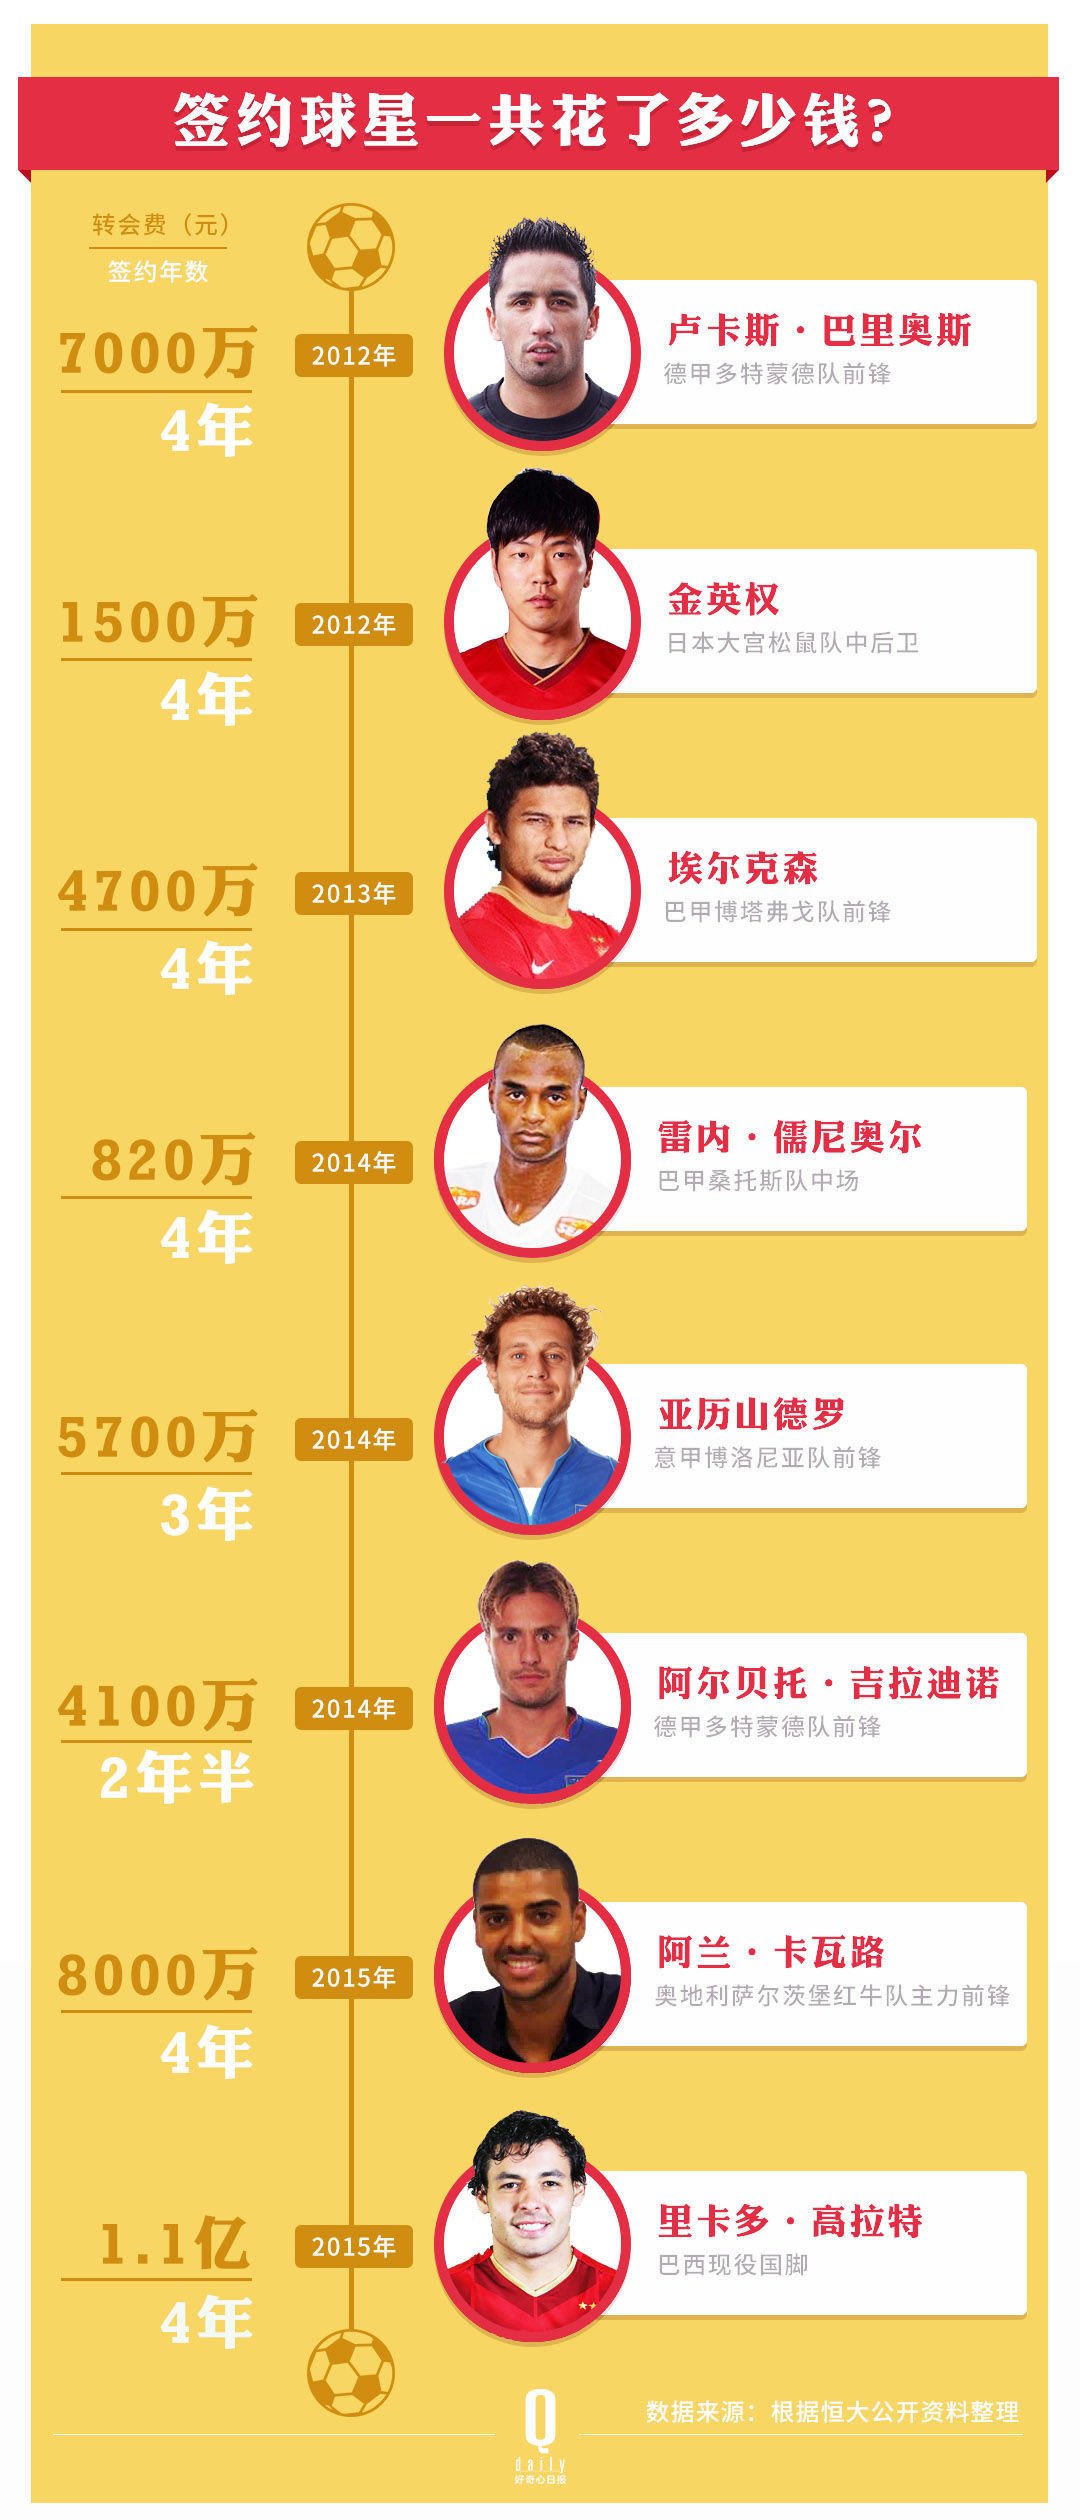 签约球星一共花了多少钱?
转会费（元）
签约年数
7000万
4年
2012年
卢卡斯·巴里奥斯
德甲多特蒙德队前锋
1500万
4年
2012年
金英权
日本大宫松鼠队中后卫
4700万
4年
2013年
埃尔克森
巴甲博塔弗戈队前锋
820万
4年
2014年
雷内·儒尼奥尔
巴甲桑托斯队中场
5700万
3年
2014年
亚历山德罗
意甲博洛尼亚队前锋
4100万
2年半
2014年
阿尔贝托·吉拉迪诺
德甲多特蒙德队前锋
8000万
4年
2015年
阿兰·卡瓦路
奥地利萨尔茨堡红牛队主力前锋
1.1亿
4年
2015年
里卡多·高拉特
巴西现役国脚
数据来源：根据恒大公开资料整理
Q
daily
好奇心日报